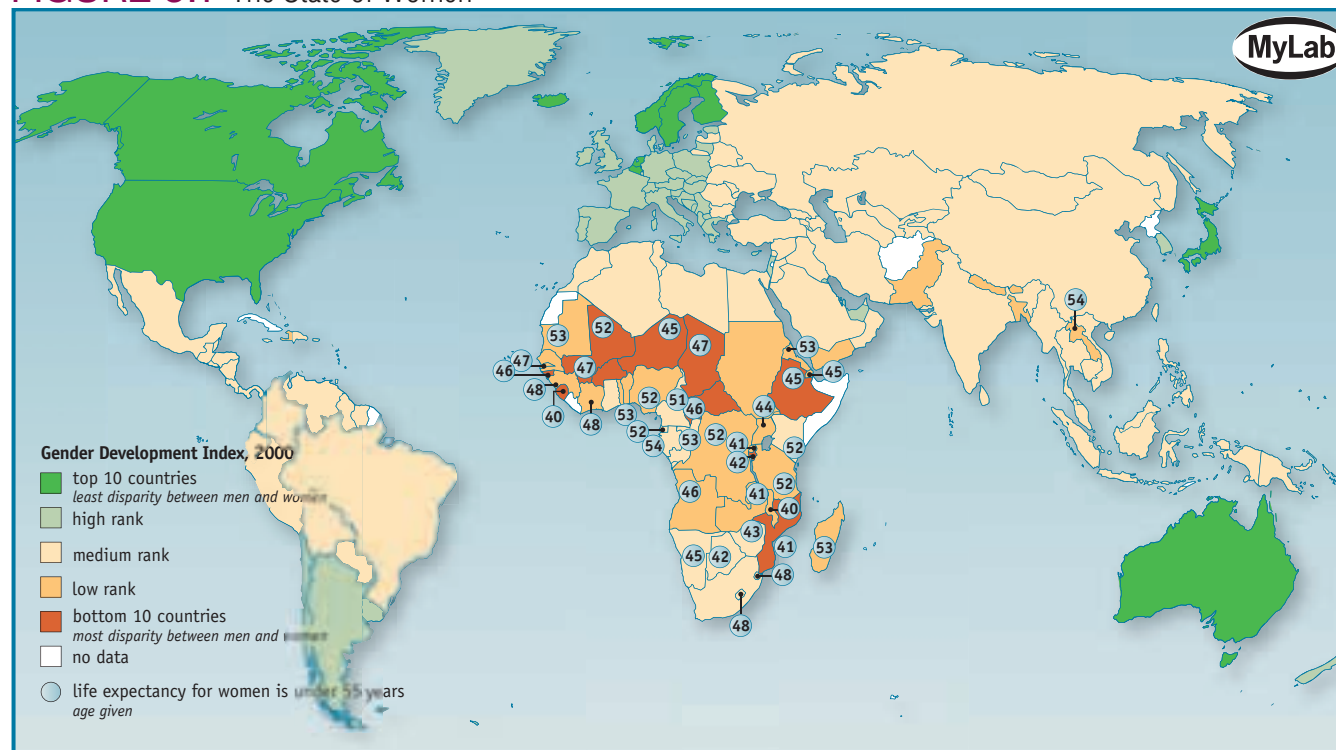 The State of Women
MyLab
54
53
52
45
47
53
47
46
47
45
45
48
40
48
53
52
51
46
44
52
54
53
52
41
42
52
46
41
52
40
43
45
42
41
53
48
48
Gender Development Index, 2000
top 10 countries
least disparity between men and women
high rank
medium rank
low rank
bottom 10 countries
most disparity between men and women
no data
life expectancy for women is under 55 years
age given